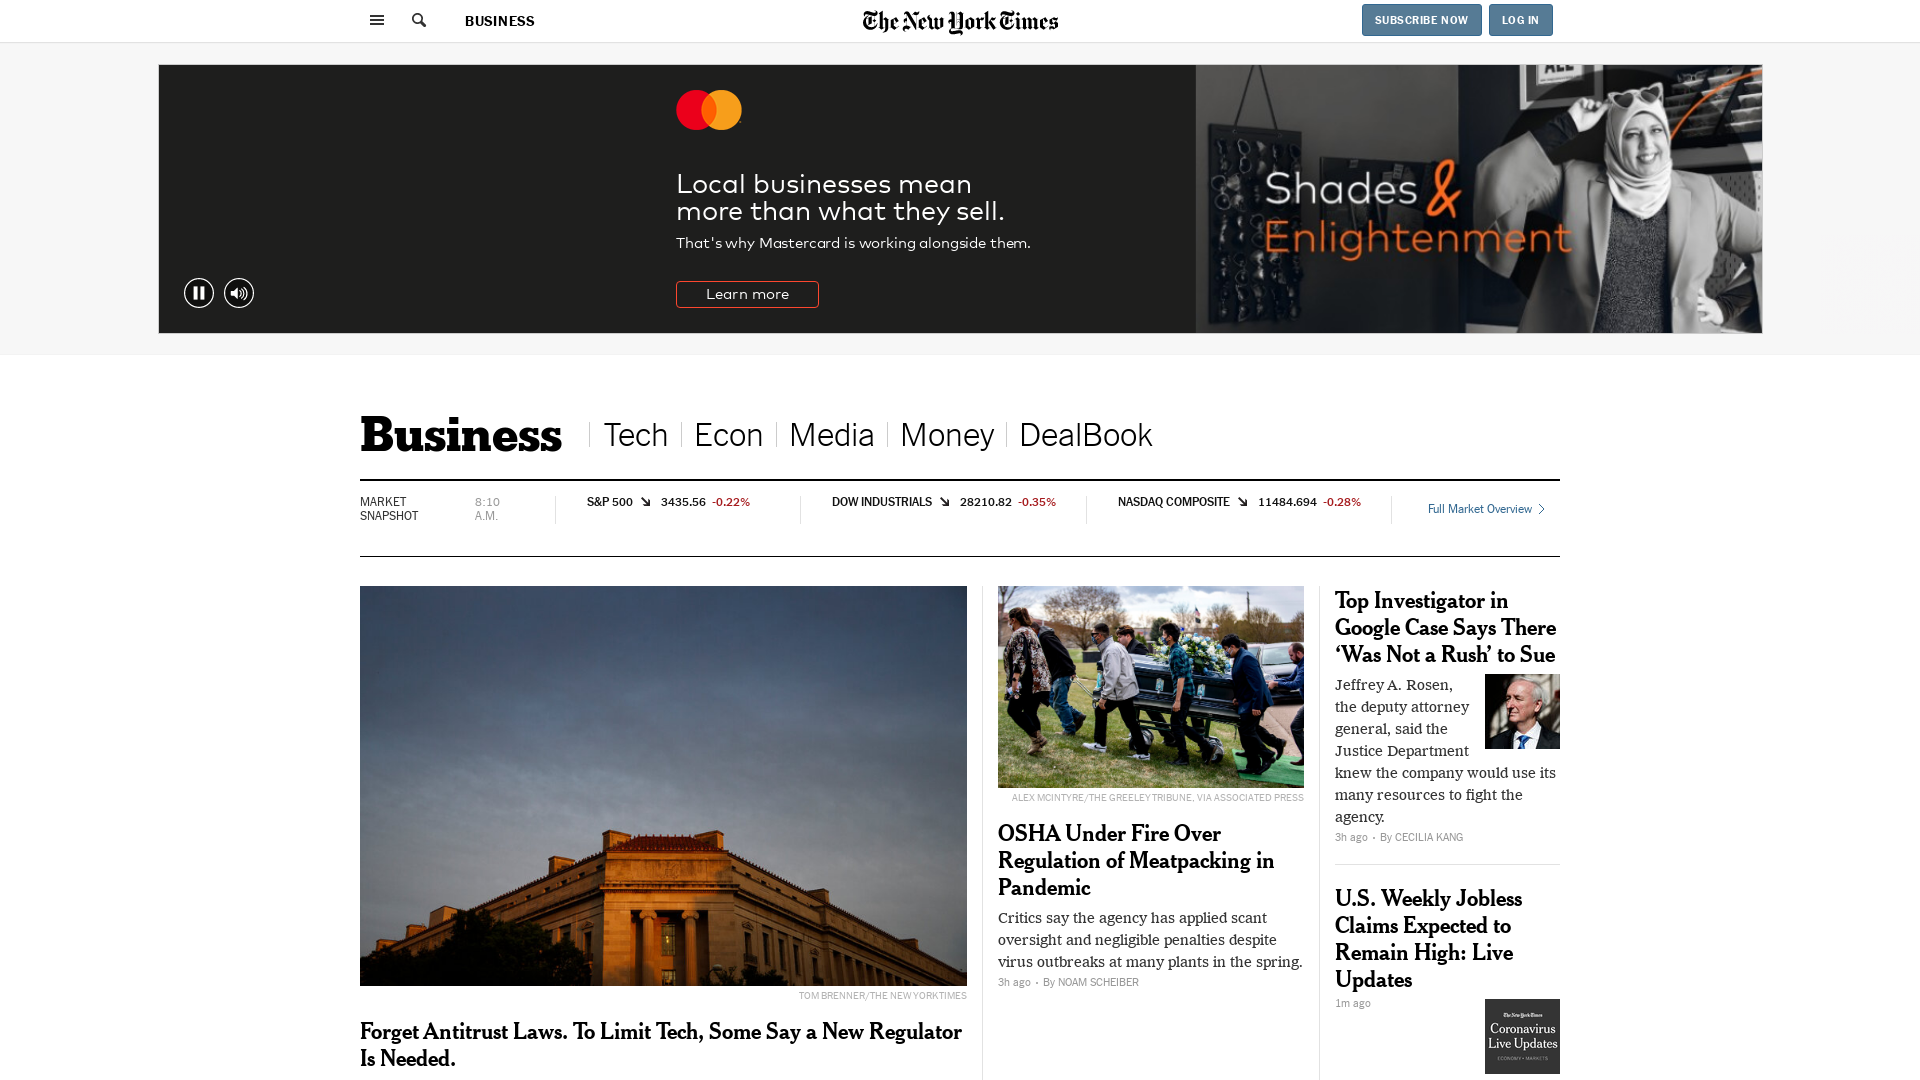 BUSINESS
The New York Times
SUBSCRIBE NOW
LOG IN
Local businesses mean
more than what they sell.
That's why Mastercard is working alongside them.
Learn more
ALL
Shades &
Enlightenment
Business
Tech
Econ
Media
Money
DealBook
MARKET
SNAPSHOT
8:10
A.M.
S&P 500 3435.56 -0.22%
DOW INDUSTRIALS 28210.82 -0.35%
NASDAQ COMPOSITE 11484.694 -0.28%
Full Market Overview
TOM BRENNER/THE NEW YORK TIMES
Forget Antitrust Laws. To Limit Tech, Some Say a New Regulator
Is Needed.
ALEX MCINTYRE/THE GREELEY TRIBUNE, VIA ASSOCIATED PRESS
OSHA Under Fire Over
Regulation of Meatpacking in
Pandemic
Critics say the agency has applied scant
oversight and negligible penalties despite
virus outbreaks at many plants in the spring.
3h ago • By NOAM SCHEIBER
Top Investigator in
Google Case Says There
‘Was Not a Rush’ to Sue
Jeffrey A. Rosen,
the deputy attorney
general, said the
Justice Department
knew the company would use its
many resources to fight the
agency.
3h ago • By CECILIA KANG
U.S. Weekly Jobless
Claims Expected to
Remain High: Live
Updates
1m ago
The New York Times
Coronavirus
Live Updates
ECONOMY • MARKETS